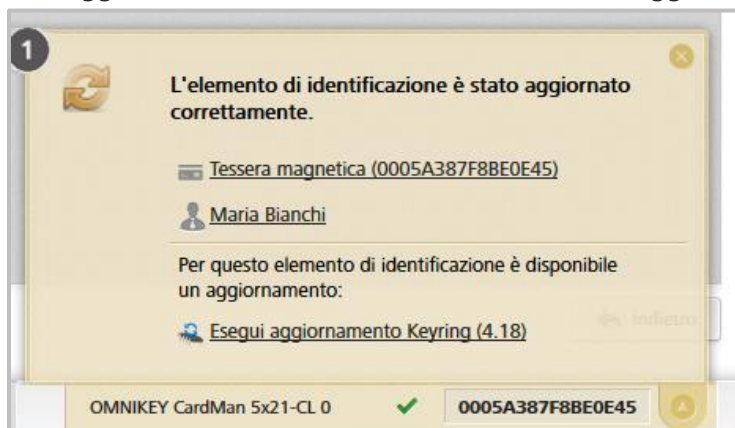 1
L'elemento di identificazione è stato aggiornato
correttamente.
Tessera magnetica (0005A387F8BE0E45)
Maria Bianchi
Per questo elemento di identificazione è disponibile
un aggiornamento:
Esegui aggiornamento Keyring (4.18)
indietro
OMNIKEY CardMan 5x21-CL 0
0005A387F8BE0E45